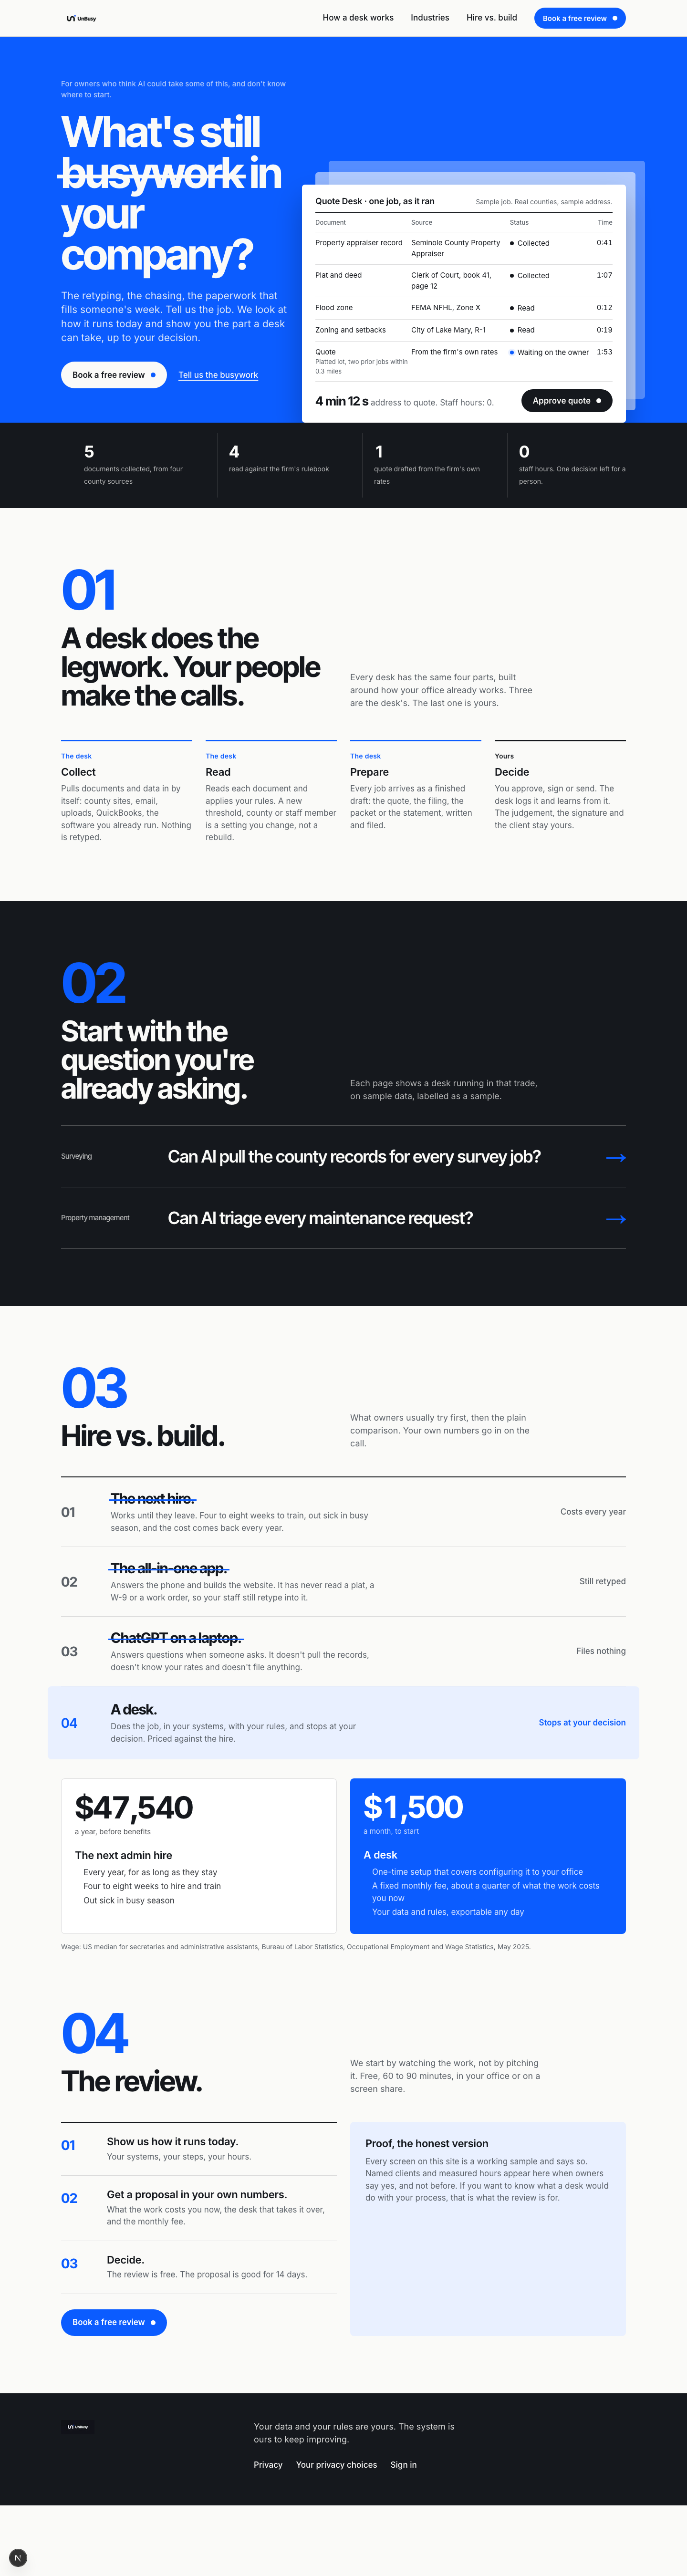 UniBusy
How a desk works
Industries
Hire vs. build
Book a free review
For owners who think AI could take some of this, and don't know
where to start.
What's still
busywork in
your
company?
The retyping, the chasing, the paperwork that
fills someone's week. Tell us the job. We look at
how it runs today and show you the part a desk
can take, up to your decision.
Book a free review
Tell us the busywork
Quote Desk · one job, as it ran
Sample job. Real counties, sample address.
Document
Source
Status
Time
Property appraiser record
Seminole County Property
Appraiser
Collected
0:41
Plat and deed
Clerk of Court, book 41,
page 12
Collected
1:07
Flood zone
FEMA NFHL, Zone X
Read
0:12
Zoning and setbacks
City of Lake Mary, R-1
Read
0:19
Quote
Platted lot, two prior jobs within
0.3 miles
From the firm's own rates
Waiting on the owner
1:53
4 min 12 s address to quote. Staff hours: 0.
Approve quote
5
documents collected, from four
county sources
4
read against the firm's rulebook
1
quote drafted from the firm's own
rates
0
staff hours. One decision left for a
person.
01
A desk does the
legwork. Your people
make the calls.
Every desk has the same four parts, built
around how your office already works. Three
are the desk's. The last one is yours.
The desk
Collect
Pulls documents and data in by
itself: county sites, email,
uploads, QuickBooks, the
software you already run. Nothing
is retyped.
The desk
Read
Reads each document and
applies your rules. A new
threshold, county or staff member
is a setting you change, not a
rebuild.
The desk
Prepare
Every job arrives as a finished
draft: the quote, the filing, the
packet or the statement, written
and filed.
Yours
Decide
You approve, sign or send. The
desk logs it and learns from it.
The judgement, the signature and
the client stay yours.
02
Start with the
question you're
already asking.
Each page shows a desk running in that trade,
on sample data, labelled as a sample.
Surveying
Can AI pull the county records for every survey job?
Property management
Can AI triage every maintenance request?
03
Hire vs. build.
What owners usually try first, then the plain
comparison. Your own numbers go in on the
call.
01
The next hire.
Works until they leave. Four to eight weeks to train, out sick in busy
season, and the cost comes back every year.
Costs every year
02
The all-in-one app.
Answers the phone and builds the website. It has never read a plat, a
W-9 or a work order, so your staff still retype into it.
Still retyped
03
ChatGPT on a laptop.
Answers questions when someone asks. It doesn't pull the records,
doesn't know your rates and doesn't file anything.
Files nothing
04
A desk.
Does the job, in your systems, with your rules, and stops at your
decision. Priced against the hire.
Stops at your decision
$47,540
a year, before benefits
The next admin hire
Every year, for as long as they stay
Four to eight weeks to hire and train
Out sick in busy season
$1,500
a month, to start
A desk
One-time setup that covers configuring it to your office
A fixed monthly fee, about a quarter of what the work costs
you now
Your data and rules, exportable any day
Wage: US median for secretaries and administrative assistants, Bureau of Labor Statistics, Occupational Employment and Wage Statistics, May 2025.
04
The review.
We start by watching the work, not by pitching
it. Free, 60 to 90 minutes, in your office or on a
screen share.
01
Show us how it runs today.
Your systems, your steps, your hours.
02
Get a proposal in your own numbers.
What the work costs you now, the desk that takes it over,
and the monthly fee.
03
Decide.
The review is free. The proposal is good for 14 days.
Book a free review
Proof, the honest version
Every screen on this site is a working sample and says so.
Named clients and measured hours appear here when owners
say yes, and not before. If you want to know what a desk would
do with your process, that is what the review is for.
UniBusy
Your data and your rules are yours. The system is
ours to keep improving.
Privacy
Your privacy choices
Sign in
N